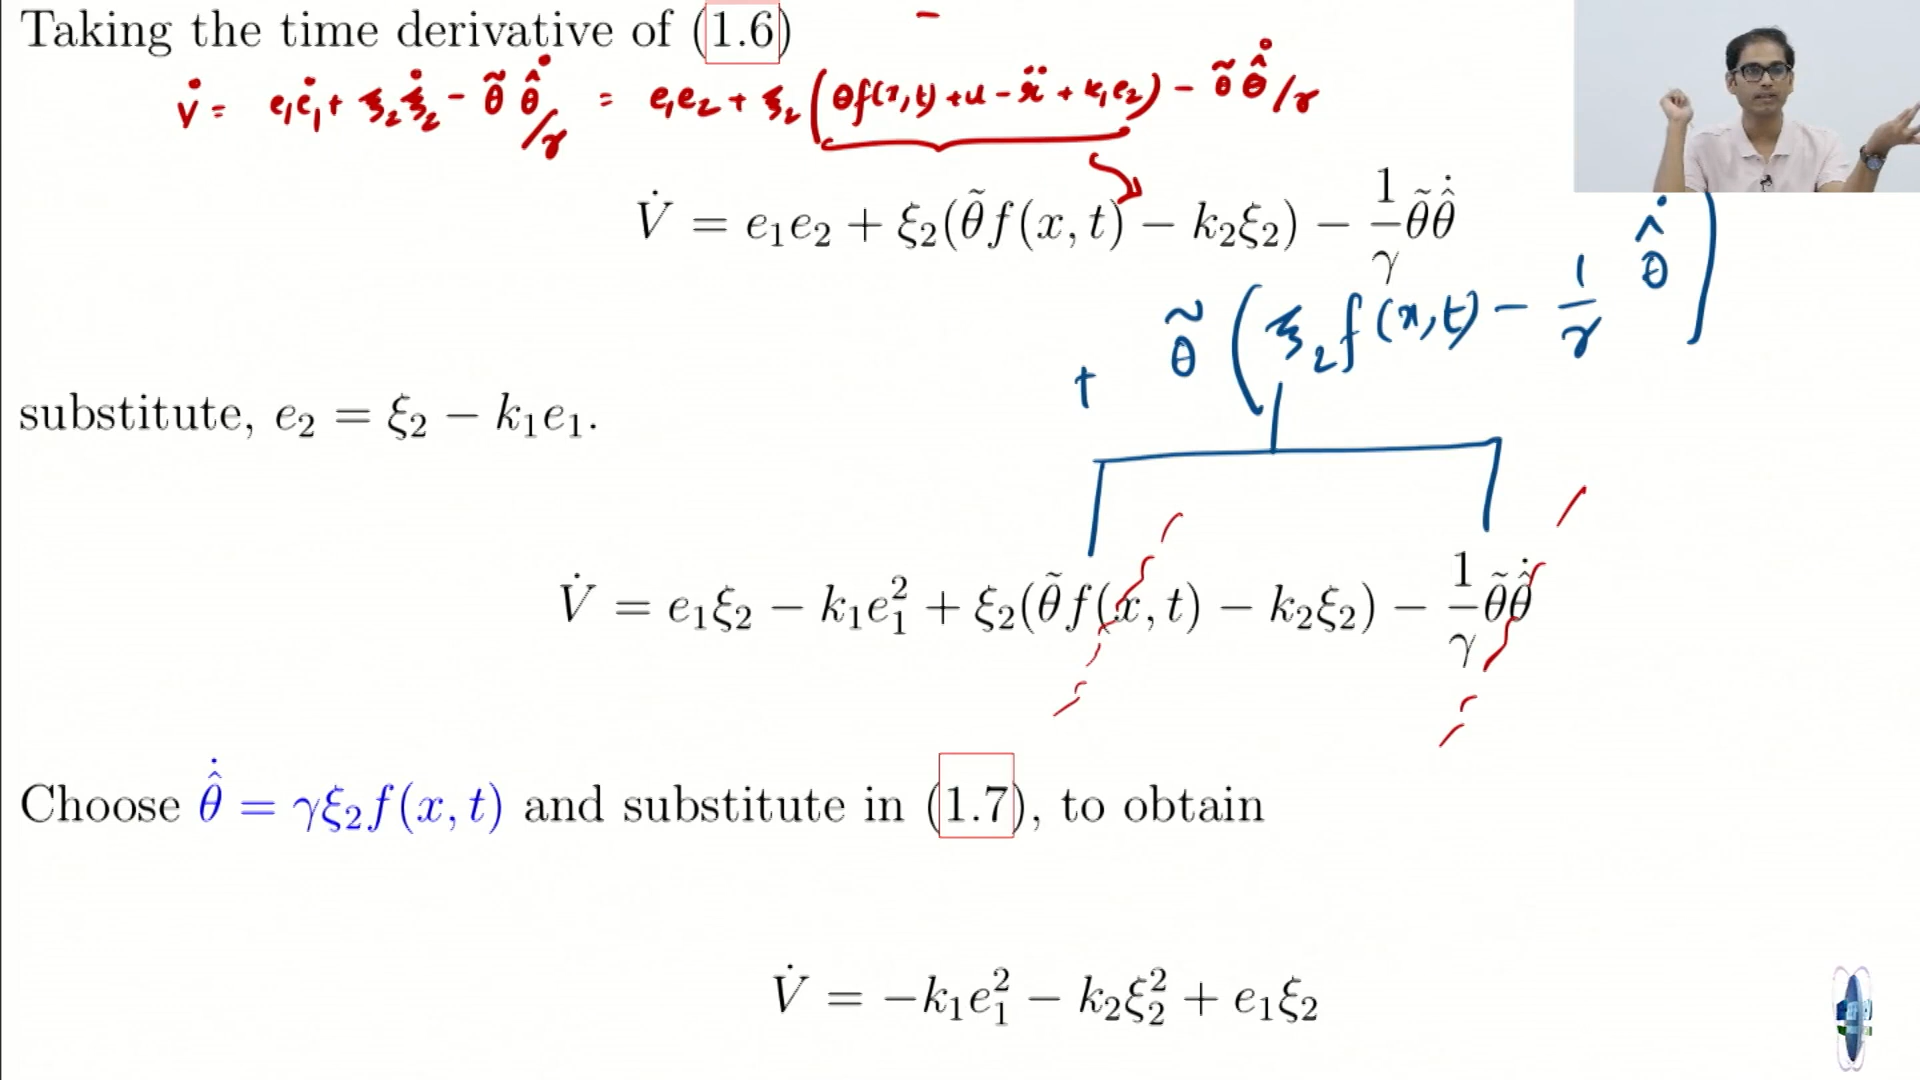 Taking the time derivative of (1.6)
V̇ = e₁ė₁ + ξ₂ξ̇₂ - θ̃ θ̂̇/γ = e₁e₂ + ξ₂(θf(x,t) + u - r̈ + k₁e₂) - θ̃ θ̂̇/γ
V̇ = e₁e₂ + ξ₂(θ̃f(x, t) − k₂ξ₂) − 1/γ θ̃θ̂̇
+ θ̃ (ξ₂f(x,t) - 1/γ θ̂̇)
substitute, e₂ = ξ₂ − k₁e₁.
V̇ = e₁ξ₂ − k₁e₁² + ξ₂(θ̃f(x, t) − k₂ξ₂) − 1/γ θ̃θ̂̇
Choose θ̂̇ = γξ₂f(x, t) and substitute in (1.7), to obtain
V̇ = −k₁e₁² − k₂ξ₂² + e₁ξ₂